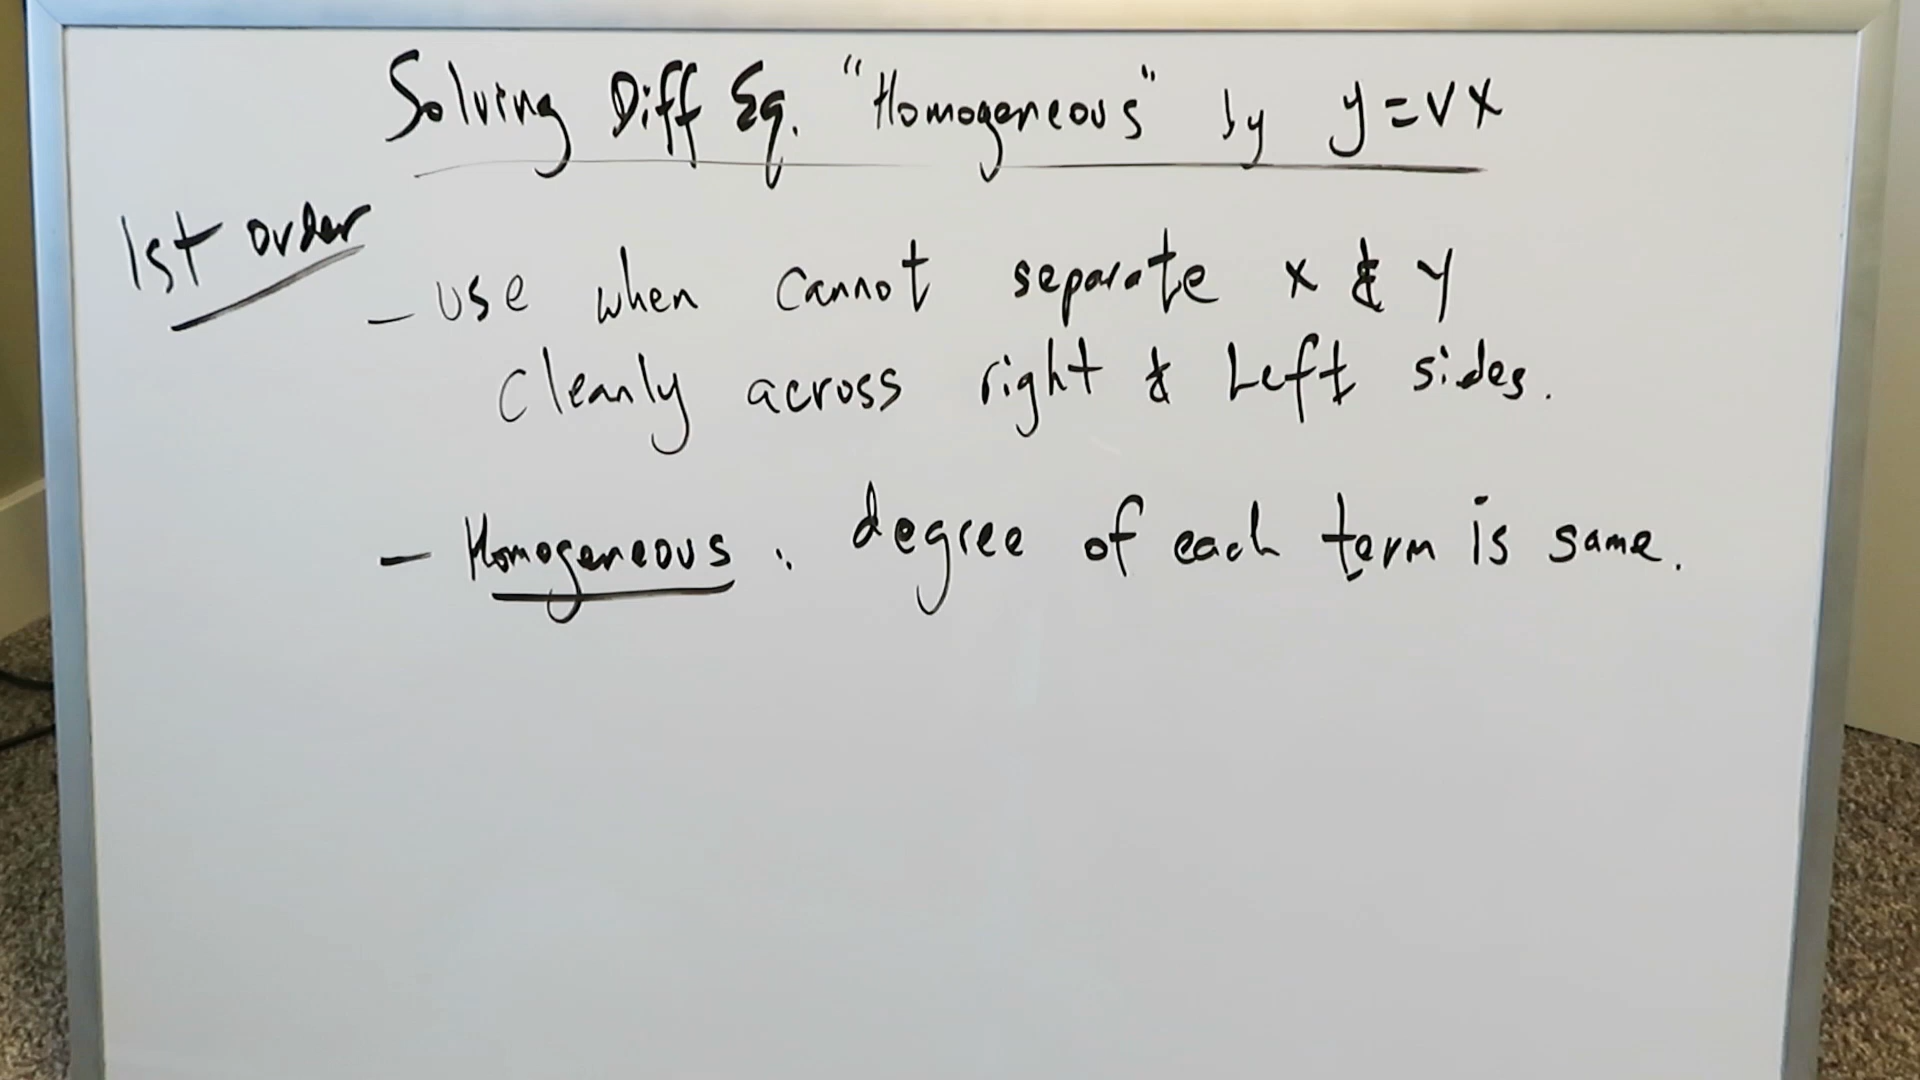 Solving Diff Eq. "Homogeneous" by y=vx
1st order
- use when cannot separate x & y
cleanly across right & Left sides.
- Homogeneous : degree of each term is same.